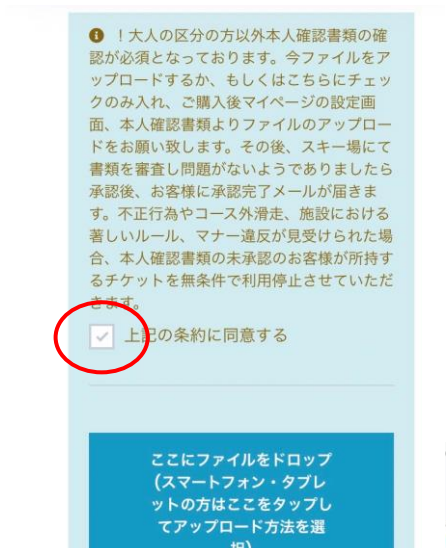 ！大人の区分の方以外本人確認書類の確
認が必須となっております。今ファイルをア
ップロードするか、もしくはこちらにチェッ
クのみ入れ、ご購入後マイページの設定画
面、本人確認書類よりファイルのアップロー
ドをお願い致します。その後、スキー場にて
書類を審査し問題がないようでありましたら
承認後、お客様に承認完了メールが届きま
す。不正行為やコース外滑走、施設における
著しいルール、マナー違反が見受けられた場
合、本人確認書類の未承認のお客様が所持す
るチケットを無条件で利用停止させていただ
きます。
上記の条約に同意する
ここにファイルをドロップ
(スマートフォン・タブレ
ットの方はここをタップし
てアップロード方法を選
択)